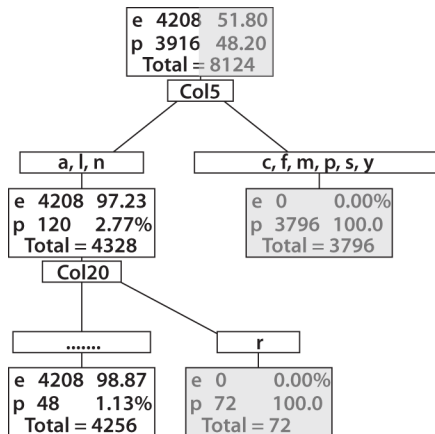 e 4208 51.80
p 3916 48.20
Total = 8124
Col5
a, l, n
c, f, m, p, s, y
e 4208 97.23
p 120 2.77%
Total = 4328
e 0 0.00%
p 3796 100.0
Total = 3796
Col20
.......
r
e 4208 98.87
p 48 1.13%
Total = 4256
e 0 0.00%
p 72 100.0
Total = 72